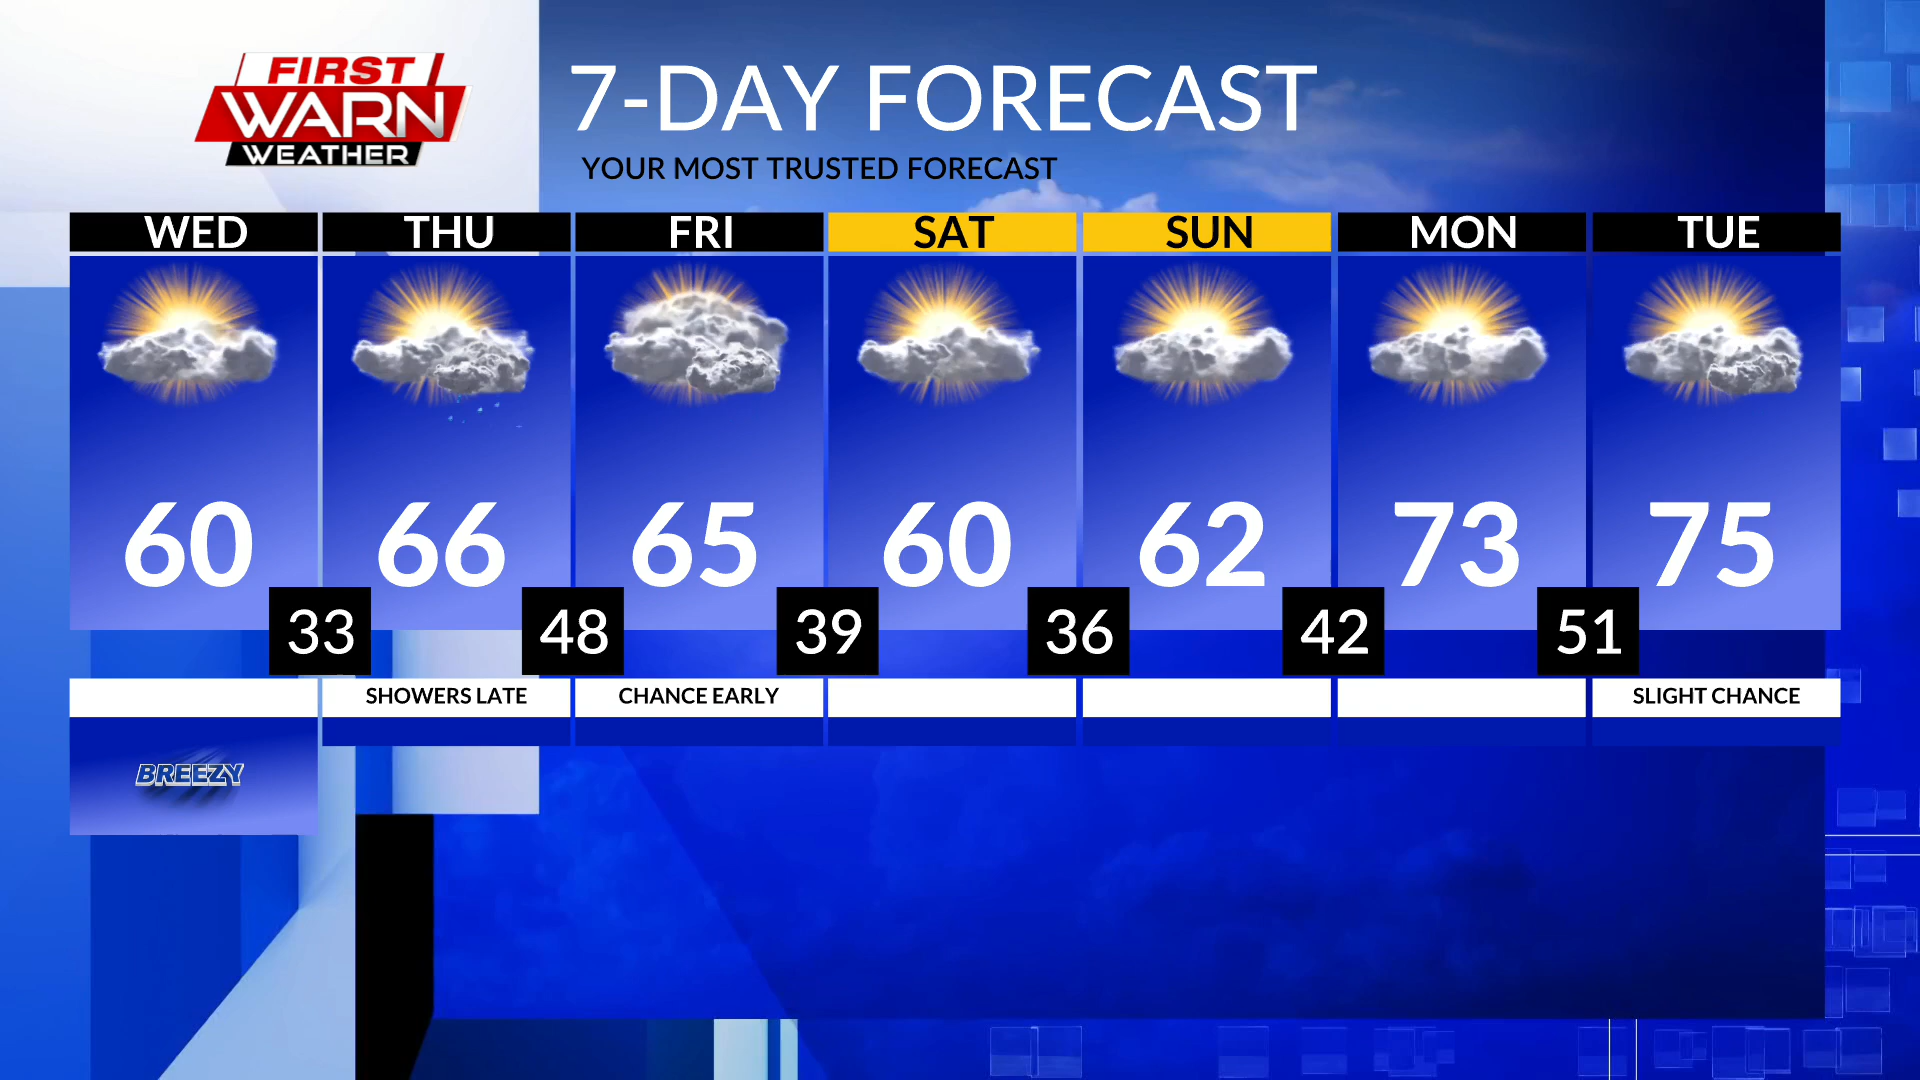 FIRST
WARN
WEATHER
7-DAY FORECAST
YOUR MOST TRUSTED FORECAST
WED THU FRI SAT SUN MON TUE
60 66 65 60 62 73 75
33 48 39 36 42 51
SHOWERS LATE CHANCE EARLY SLIGHT CHANCE
BREEZY